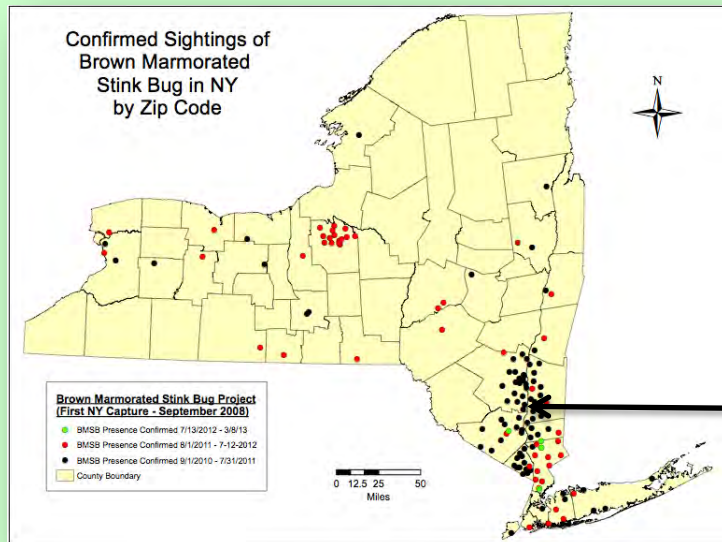 Confirmed Sightings of
Brown Marmorated
Stink Bug in NY
by Zip Code
N
Brown Marmorated Stink Bug Project
(First NY Capture - September 2008)
BMSB Presence Confirmed 7/13/2012 - 3/8/13
BMSB Presence Confirmed 8/1/2011 - 7-12-2012
BMSB Presence Confirmed 9/1/2010 - 7/31/2011
County Boundary
0 12.5 25 50
Miles